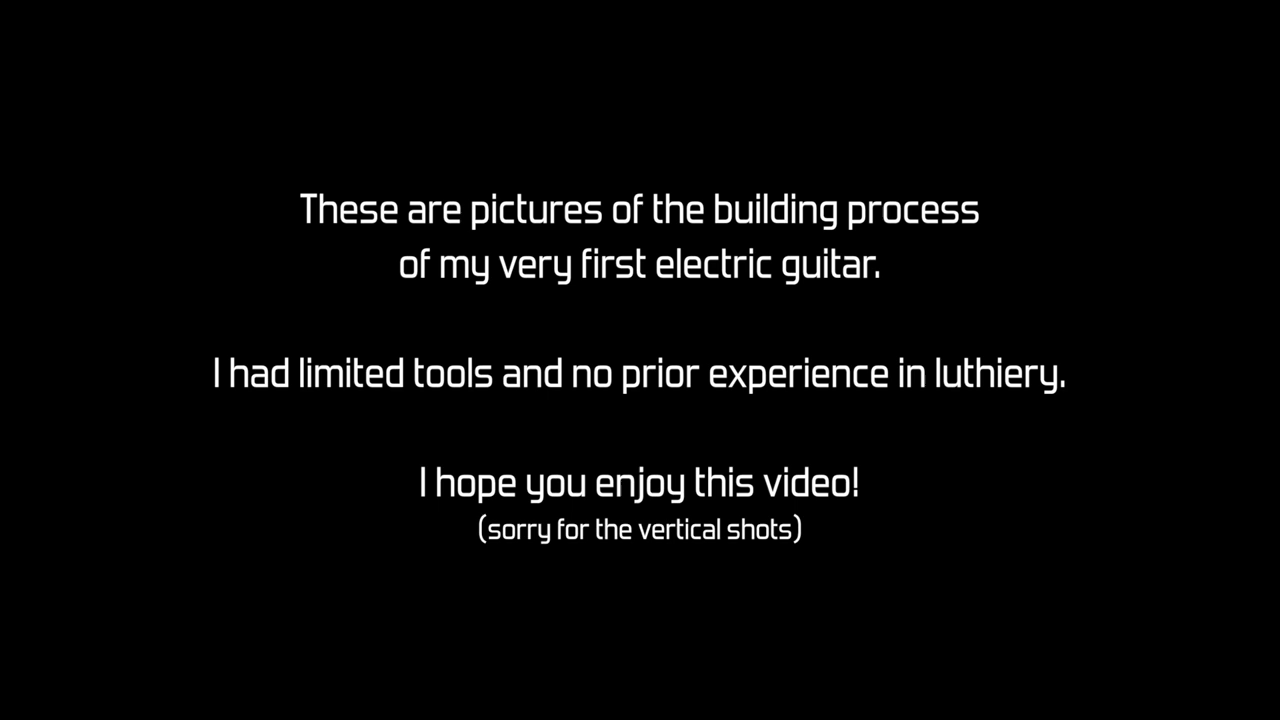 These are pictures of the building process
of my very first electric guitar.
I had limited tools and no prior experience in luthiery.
I hope you enjoy this video!
(sorry for the vertical shots)